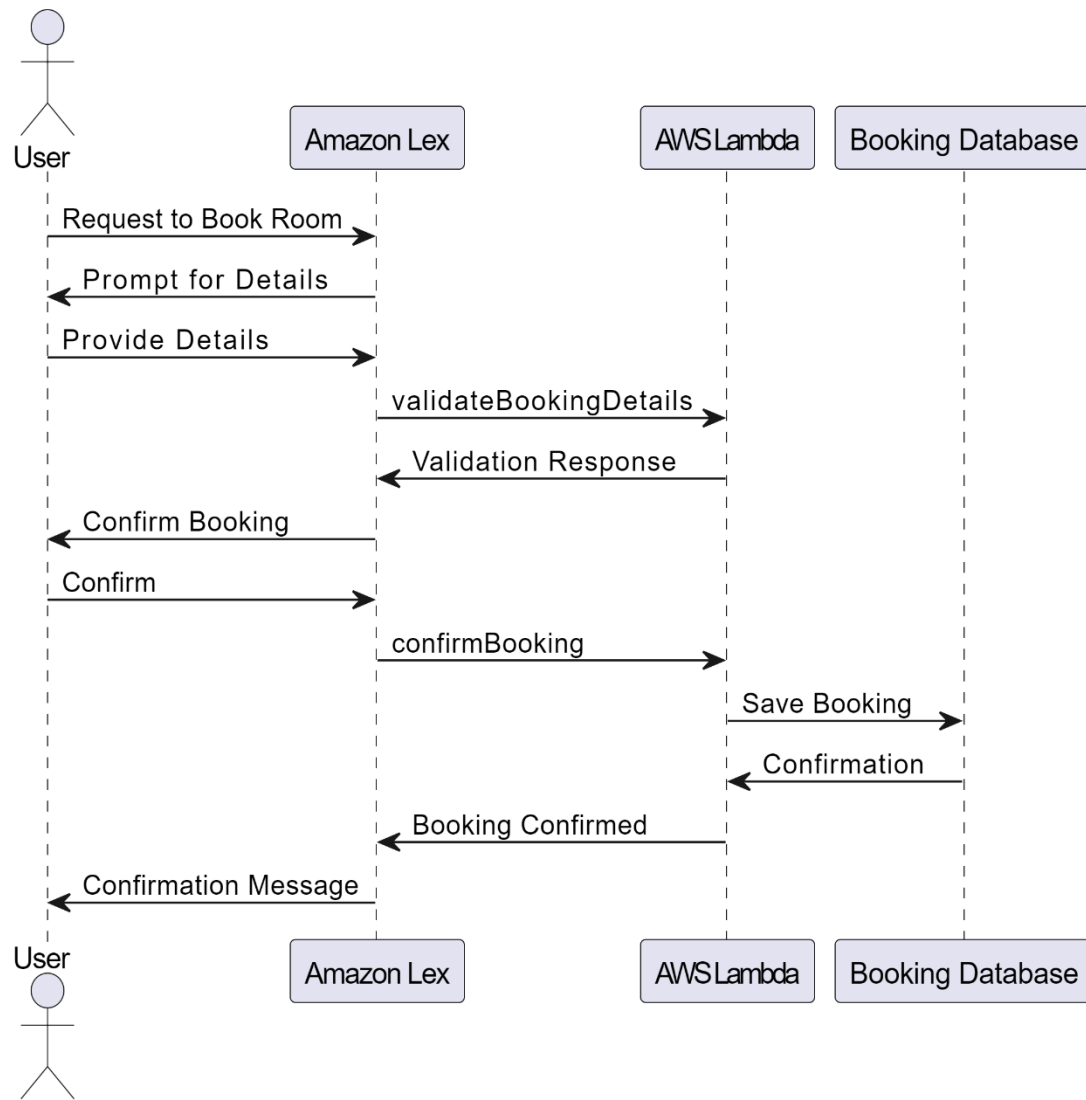 User
Amazon Lex
AWS Lambda
Booking Database
Request to Book Room
Prompt for Details
Provide Details
validateBookingDetails
Validation Response
Confirm Booking
Confirm
confirmBooking
Save Booking
Confirmation
Booking Confirmed
Confirmation Message
User
Amazon Lex
AWS Lambda
Booking Database